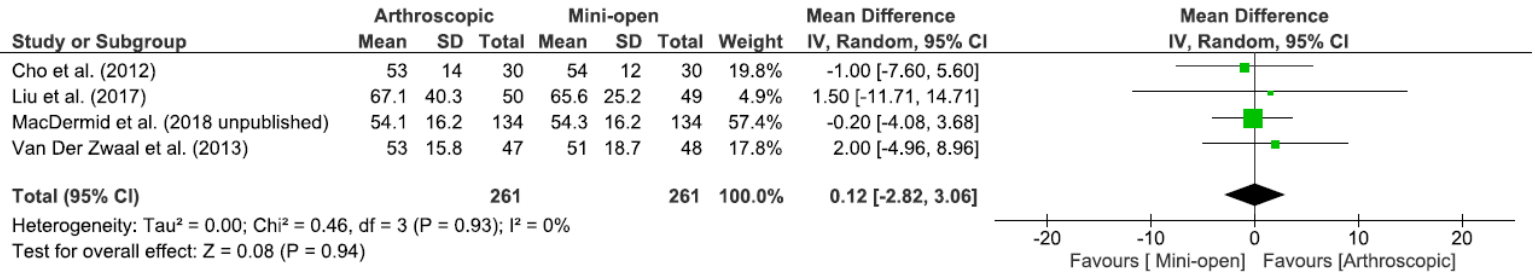 Arthroscopic Mini-open Mean Difference Mean Difference
Study or Subgroup Mean SD Total Mean SD Total Weight IV, Random, 95% CI IV, Random, 95% CI
Cho et al. (2012) 53 14 30 54 12 30 19.8% -1.00 [-7.60, 5.60]
Liu et al. (2017) 67.1 40.3 50 65.6 25.2 49 4.9% 1.50 [-11.71, 14.71]
MacDermid et al. (2018 unpublished) 54.1 16.2 134 54.3 16.2 134 57.4% -0.20 [-4.08, 3.68]
Van Der Zwaal et al. (2013) 53 15.8 47 51 18.7 48 17.8% 2.00 [-4.96, 8.96]
Total (95% CI) 261 261 100.0% 0.12 [-2.82, 3.06]
Heterogeneity: Tau² = 0.00; Chi² = 0.46, df = 3 (P = 0.93); I² = 0%
Test for overall effect: Z = 0.08 (P = 0.94)
-20 -10 0 10 20
Favours [ Mini-open] Favours [Arthroscopic]